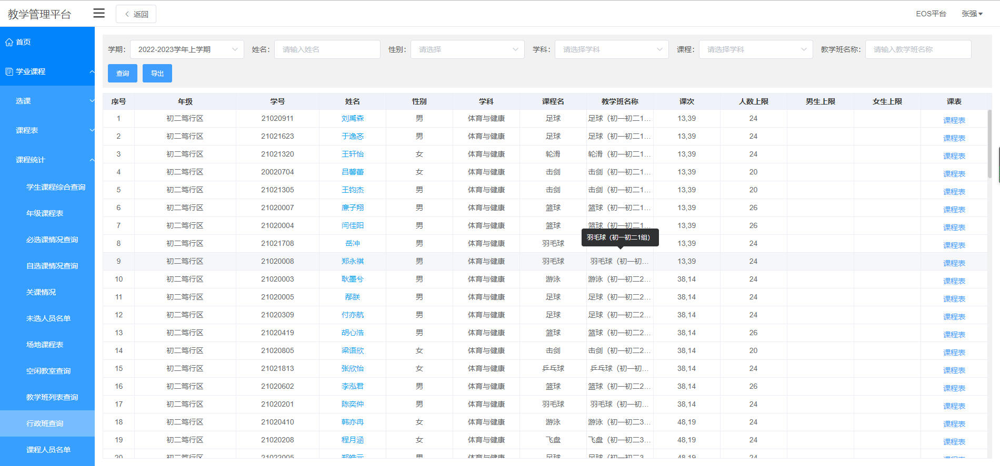 教学管理平台
返回
EOS平台
张强
首页
学业课程
选课
课程表
课程统计
学生课程综合查询
年级课程表
必选课情况查询
自选课情况查询
关课情况
未选人员名单
场地课程表
空闲教室查询
教学班列表查询
行政班查询
课程人员名单
学期: 2022-2023学年上学期 姓名: 请输入姓名 性别: 请选择 学科: 请选择学科 课程: 请选择学科 教学班名称: 请输入教学班名称
查询 导出
序号 年级 学号 姓名 性别 学科 课程名 教学班名称 课次 人数上限 男生上限 女生上限 课表
1 初二笃行区 21020911 刘禹森 男 体育与健康 足球 足球（初一初二1... 13,39 24 课程表
2 初二笃行区 21021623 于逸忞 男 体育与健康 足球 足球（初一初二1... 13,39 24 课程表
3 初二笃行区 21021320 王轩怡 女 体育与健康 轮滑 轮滑（初一初二1... 13,39 24 课程表
4 初二笃行区 20020704 吕馨蕾 女 体育与健康 击剑 击剑（初一初二1... 13,39 20 课程表
5 初二笃行区 21021305 王钧杰 男 体育与健康 击剑 击剑（初一初二1... 13,39 20 课程表
6 初二笃行区 21020007 廉子翔 男 体育与健康 篮球 篮球（初一初二1... 13,39 26 课程表
7 初二笃行区 21020004 闫佳阳 男 体育与健康 篮球 篮球（初一初二1... 13,39 26 课程表
羽毛球（初一初二1组）
8 初二笃行区 21021708 岳冲 男 体育与健康 羽毛球 13,39 24 课程表
9 初二笃行区 21020008 郑永祺 男 体育与健康 羽毛球 羽毛球（初一初... 13,39 24 课程表
10 初二笃行区 21020003 耿墨兮 男 体育与健康 游泳 游泳（初一初二2... 38,14 24 课程表
11 初二笃行区 21020005 邴朕 男 体育与健康 足球 足球（初一初二2... 38,14 24 课程表
12 初二笃行区 21020309 付亦航 男 体育与健康 足球 足球（初一初二2... 38,14 24 课程表
13 初二笃行区 21020419 胡心浩 男 体育与健康 篮球 篮球（初一初二2... 38,14 26 课程表
14 初二笃行区 21020805 梁语欣 女 体育与健康 击剑 击剑（初一初二2... 38,14 20 课程表
15 初二笃行区 21021813 张欣怡 女 体育与健康 乒乓球 乒乓球（初一初... 38,14 24 课程表
16 初二笃行区 21020602 李泓君 男 体育与健康 篮球 篮球（初一初二2... 38,14 26 课程表
17 初二笃行区 21020201 陈奕仲 男 体育与健康 羽毛球 羽毛球（初一初... 38,14 24 课程表
18 初二笃行区 21020410 韩亦冉 女 体育与健康 游泳 游泳（初一初二3... 48,19 24 课程表
19 初二笃行区 21020208 程月涵 女 体育与健康 飞盘 飞盘（初一初二3... 48,19 24 课程表
20 初二笃行区 21022005 男 体育与健康 足球 足球（初一初二3... 48,19 24